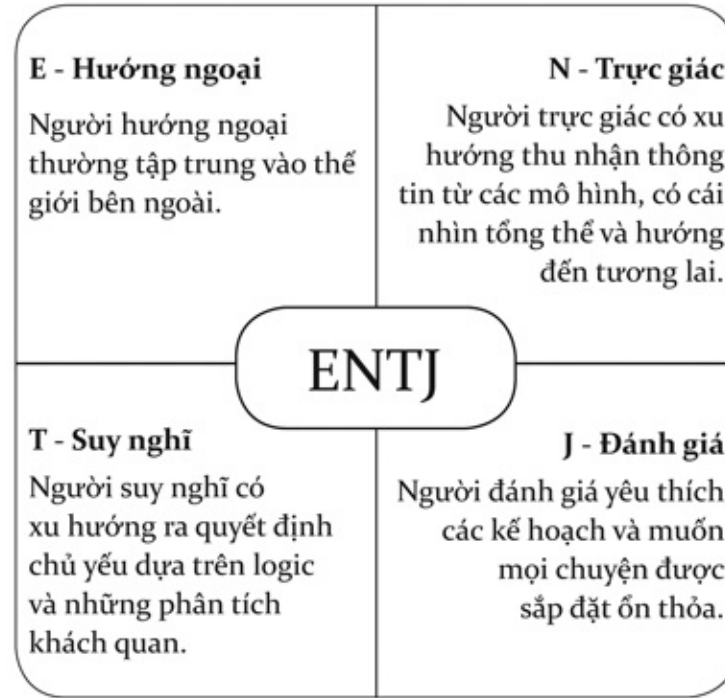 E - Hướng ngoại
Người hướng ngoại
thường tập trung vào thế
giới bên ngoài.
N - Trực giác
Người trực giác có xu
hướng thu nhận thông
tin từ các mô hình, có cái
nhìn tổng thể và hướng
đến tương lai.
ENTJ
T - Suy nghĩ
Người suy nghĩ có
xu hướng ra quyết định
chủ yếu dựa trên logic
và những phân tích
khách quan.
J - Đánh giá
Người đánh giá yêu thích
các kế hoạch và muốn
mọi chuyện được
sắp đặt ổn thỏa.